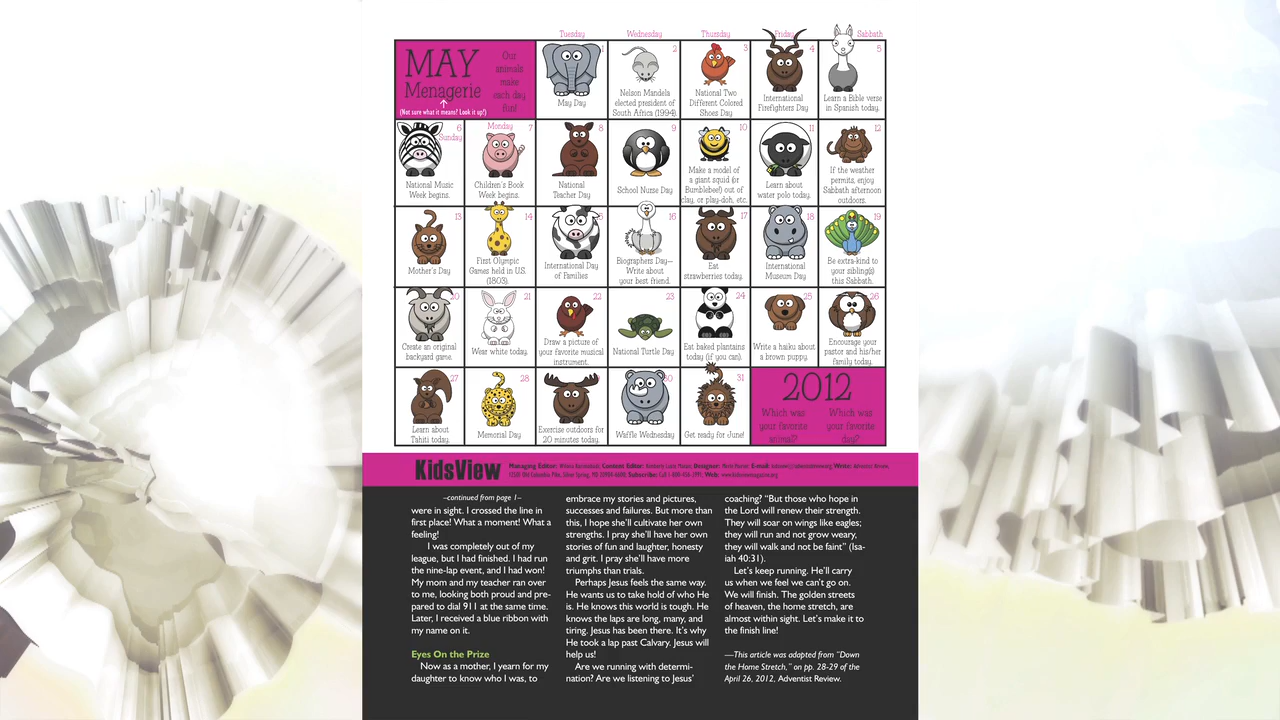 Tuesday Wednesday Thursday Friday Sabbath
MAY
Menagerie
(Not sure what it means? Look it up!)
Our
animals
make
each day
fun!
1
May Day
2
Nelson Mandela
elected president of
South Africa (1994).
3
National Two
Different Colored
Shoes Day
4
International
Firefighters Day
5
Learn a Bible verse
in Spanish today.
6
Sunday
National Music
Week begins.
Monday 7
Children's Book
Week begins.
8
National
Teacher Day
9
School Nurse Day
10
Make a model of
a giant squid (or
Bumblebee!) out of
clay, or play-doh, etc.
11
Learn about
water polo today.
12
If the weather
permits, enjoy
Sabbath afternoon
outdoors.
13
Mother's Day
14
First Olympic
Games held in U.S.
(1803).
15
International Day
of Families
16
Biographers Day—
Write about
your best friend.
17
Eat
strawberries today.
18
International
Museum Day
19
Be extra-kind to
your sibling(s)
this Sabbath.
20
Create an original
backyard game.
21
Wear white today.
22
Draw a picture of
your favorite musical
instrument.
23
National Turtle Day
24
Eat baked plantains
today (if you can).
25
Write a haiku about
a brown puppy.
26
Encourage your
pastor and his/her
family today.
27
Learn about
Tahiti today.
28
Memorial Day
Exercise outdoors for
20 minutes today.
30
Waffle Wednesday
31
Get ready for June!
2012
Which was
your favorite
animal?
Which was
your favorite
day?
KidsView
Managing Editor: Content Editor: Designer: E-mail: Write: Adventist Review,
12501 Old Columbia Pike, Silver Spring, MD 20904-6600; Subscribe: Call Web: www.kidsviewmagazine.org
–continued from page 1–
were in sight. I crossed the line in
first place! What a moment! What a
feeling!
I was completely out of my
league, but I had finished. I had run
the nine-lap event, and I had won!
My mom and my teacher ran over
to me, looking both proud and pre-
pared to dial 911 at the same time.
Later, I received a blue ribbon with
my name on it.
Eyes On the Prize
Now as a mother, I yearn for my
daughter to know who I was, to
embrace my stories and pictures,
successes and failures. But more than
this, I hope she'll cultivate her own
strengths. I pray she'll have her own
stories of fun and laughter, honesty
and grit. I pray she'll have more
triumphs than trials.
Perhaps Jesus feels the same way.
He wants us to take hold of who He
is. He knows this world is tough. He
knows the laps are long, many, and
tiring. Jesus has been there. It's why
He took a lap past Calvary. Jesus will
help us!
Are we running with determi-
nation? Are we listening to Jesus'
coaching? "But those who hope in
the Lord will renew their strength.
They will soar on wings like eagles;
they will run and not grow weary,
they will walk and not be faint" (Isa-
iah 40:31).
Let's keep running. He'll carry
us when we feel we can't go on.
We will finish. The golden streets
of heaven, the home stretch, are
almost within sight. Let's make it to
the finish line!
—This article was adapted from "Down
the Home Stretch," on pp. 28-29 of the
April 26, 2012, Adventist Review.